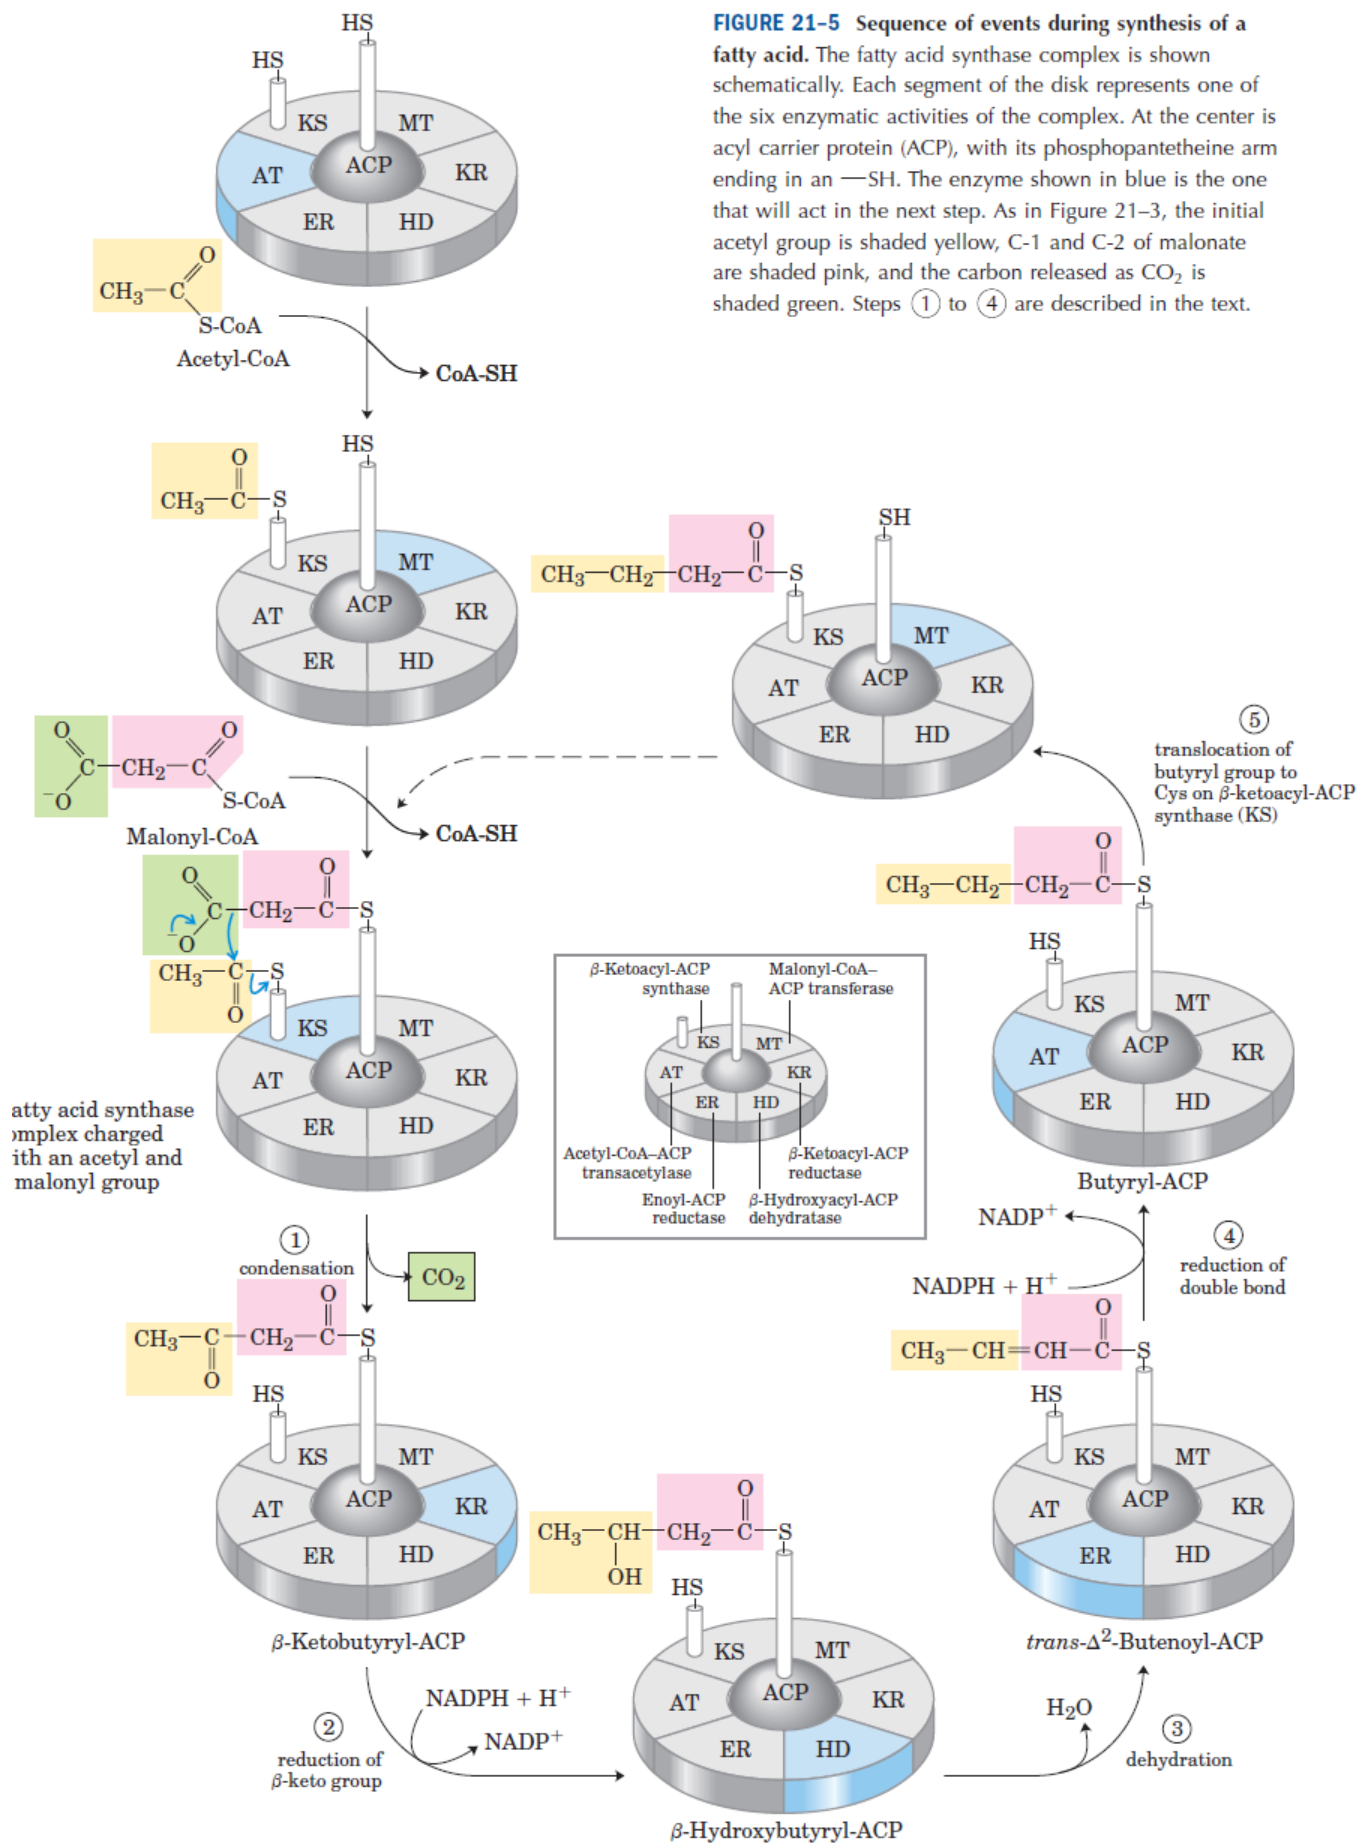 FIGURE 21–5 Sequence of events during synthesis of a
fatty acid. The fatty acid synthase complex is shown
schematically. Each segment of the disk represents one of
the six enzymatic activities of the complex. At the center is
acyl carrier protein (ACP), with its phosphopantetheine arm
ending in an —SH. The enzyme shown in blue is the one
that will act in the next step. As in Figure 21–3, the initial
acetyl group is shaded yellow, C-1 and C-2 of malonate
are shaded pink, and the carbon released as CO₂ is
shaded green. Steps ① to ④ are described in the text.
HS
HS
KS
MT
AT
ACP
KR
ER
HD
O
CH₃—C
S-CoA
Acetyl-CoA
CoA-SH
HS
O
CH₃—C—S
KS
MT
AT
ACP
KR
ER
HD
O
O
C—CH₂—C
⁻O
S-CoA
Malonyl-CoA
CoA-SH
O
O
C—CH₂—C—S
⁻O
CH₃—C—S
O
KS
MT
AT
ACP
KR
ER
HD
atty acid synthase
omplex charged
ith an acetyl and
malonyl group
①
condensation
CO₂
O
CH₃—C—CH₂—C—S
O
HS
KS
MT
AT
ACP
KR
ER
HD
β-Ketobutyryl-ACP
NADPH + H⁺
NADP⁺
②
reduction of
β-keto group
O
CH₃—CH—CH₂—C—S
OH
HS
KS
MT
AT
ACP
KR
ER
HD
β-Hydroxybutyryl-ACP
H₂O
③
dehydration
O
CH₃—CH=CH—C—S
HS
KS
MT
AT
ACP
KR
ER
HD
trans-Δ²-Butenoyl-ACP
NADPH + H⁺
NADP⁺
④
reduction of
double bond
O
CH₃—CH₂—CH₂—C—S
HS
KS
MT
AT
ACP
KR
ER
HD
Butyryl-ACP
⑤
translocation of
butyryl group to
Cys on β-ketoacyl-ACP
synthase (KS)
SH
O
CH₃—CH₂—CH₂—C—S
KS
MT
AT
ACP
KR
ER
HD
β-Ketoacyl-ACP
synthase
Malonyl-CoA–
ACP transferase
KS
MT
AT
KR
ER
HD
Acetyl-CoA–ACP
transacetylase
β-Ketoacyl-ACP
reductase
Enoyl-ACP
reductase
β-Hydroxyacyl-ACP
dehydratase